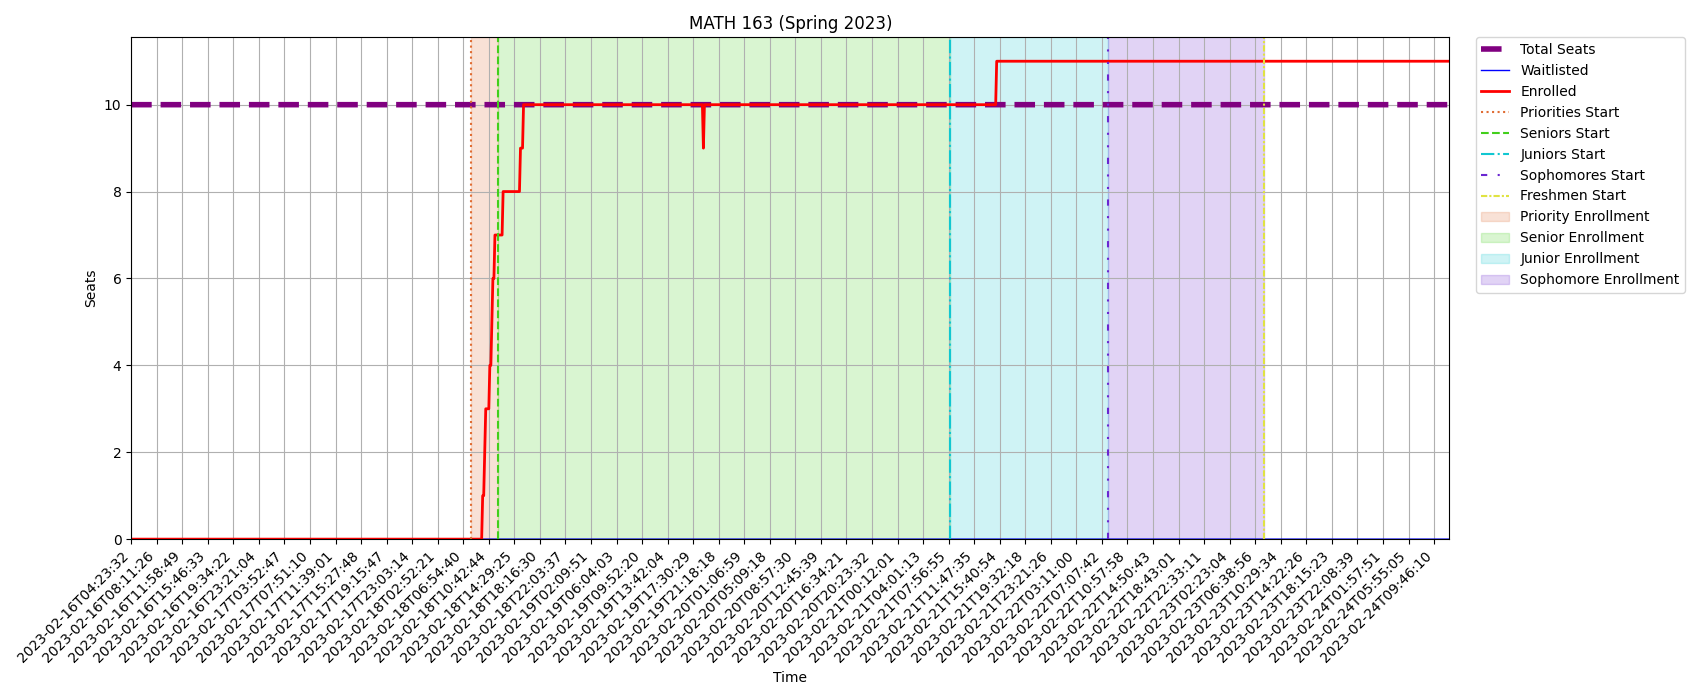 MATH 163 (Spring 2023)
Total Seats
Waitlisted
Enrolled
Priorities Start
Seniors Start
Juniors Start
Sophomores Start
Freshmen Start
Priority Enrollment
Senior Enrollment
Junior Enrollment
Sophomore Enrollment
Seats
10
8
6
4
2
0
2023-02-16T04:23:32
2023-02-16T08:11:26
2023-02-16T11:58:49
2023-02-16T15:46:33
2023-02-16T19:34:22
2023-02-16T23:21:04
2023-02-17T03:52:47
2023-02-17T07:51:10
2023-02-17T11:39:01
2023-02-17T15:27:48
2023-02-17T19:15:47
2023-02-17T23:03:14
2023-02-18T02:52:21
2023-02-18T06:54:40
2023-02-18T10:42:44
2023-02-18T14:29:25
2023-02-18T18:16:30
2023-02-18T22:03:37
2023-02-19T02:09:51
2023-02-19T06:04:03
2023-02-19T09:52:20
2023-02-19T13:42:04
2023-02-19T17:30:29
2023-02-19T21:18:18
2023-02-20T01:06:59
2023-02-20T05:09:18
2023-02-20T08:57:30
2023-02-20T12:45:39
2023-02-20T16:34:21
2023-02-20T20:23:32
2023-02-21T00:12:01
2023-02-21T04:01:13
2023-02-21T07:56:55
2023-02-21T11:47:35
2023-02-21T15:40:54
2023-02-21T19:32:18
2023-02-21T23:21:26
2023-02-22T03:11:00
2023-02-22T07:07:42
2023-02-22T10:57:58
2023-02-22T14:50:43
2023-02-22T18:43:01
2023-02-22T22:33:11
2023-02-23T02:23:04
2023-02-23T06:38:56
2023-02-23T10:29:34
2023-02-23T14:22:26
2023-02-23T18:15:23
2023-02-23T22:08:39
2023-02-24T01:57:51
2023-02-24T05:55:05
2023-02-24T09:46:10
Time